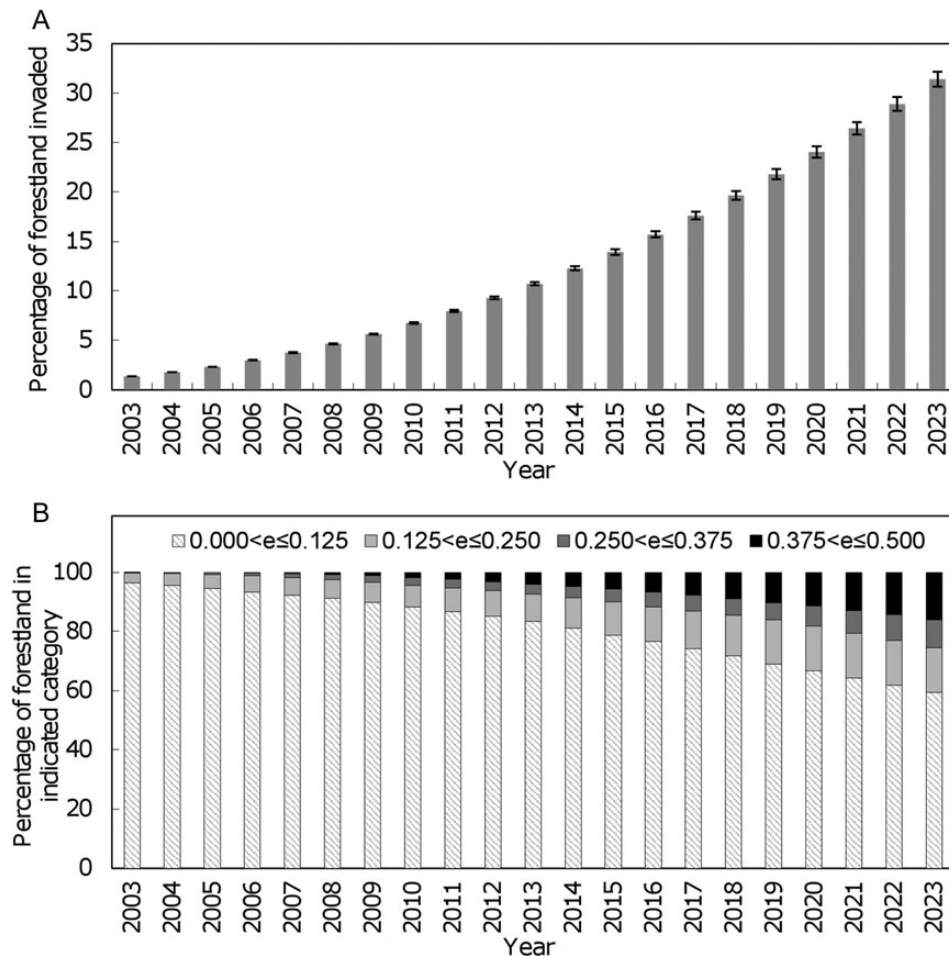 A
Percentage of forestland invaded
35
30
25
20
15
10
5
0
2003 2004 2005 2006 2007 2008 2009 2010 2011 2012 2013 2014 2015 2016 2017 2018 2019 2020 2021 2022 2023
Year
B
Percentage of forestland in
indicated category
0.000<e≤0.125 0.125<e≤0.250 0.250<e≤0.375 0.375<e≤0.500
100
80
60
40
20
0
2003 2004 2005 2006 2007 2008 2009 2010 2011 2012 2013 2014 2015 2016 2017 2018 2019 2020 2021 2022 2023
Year